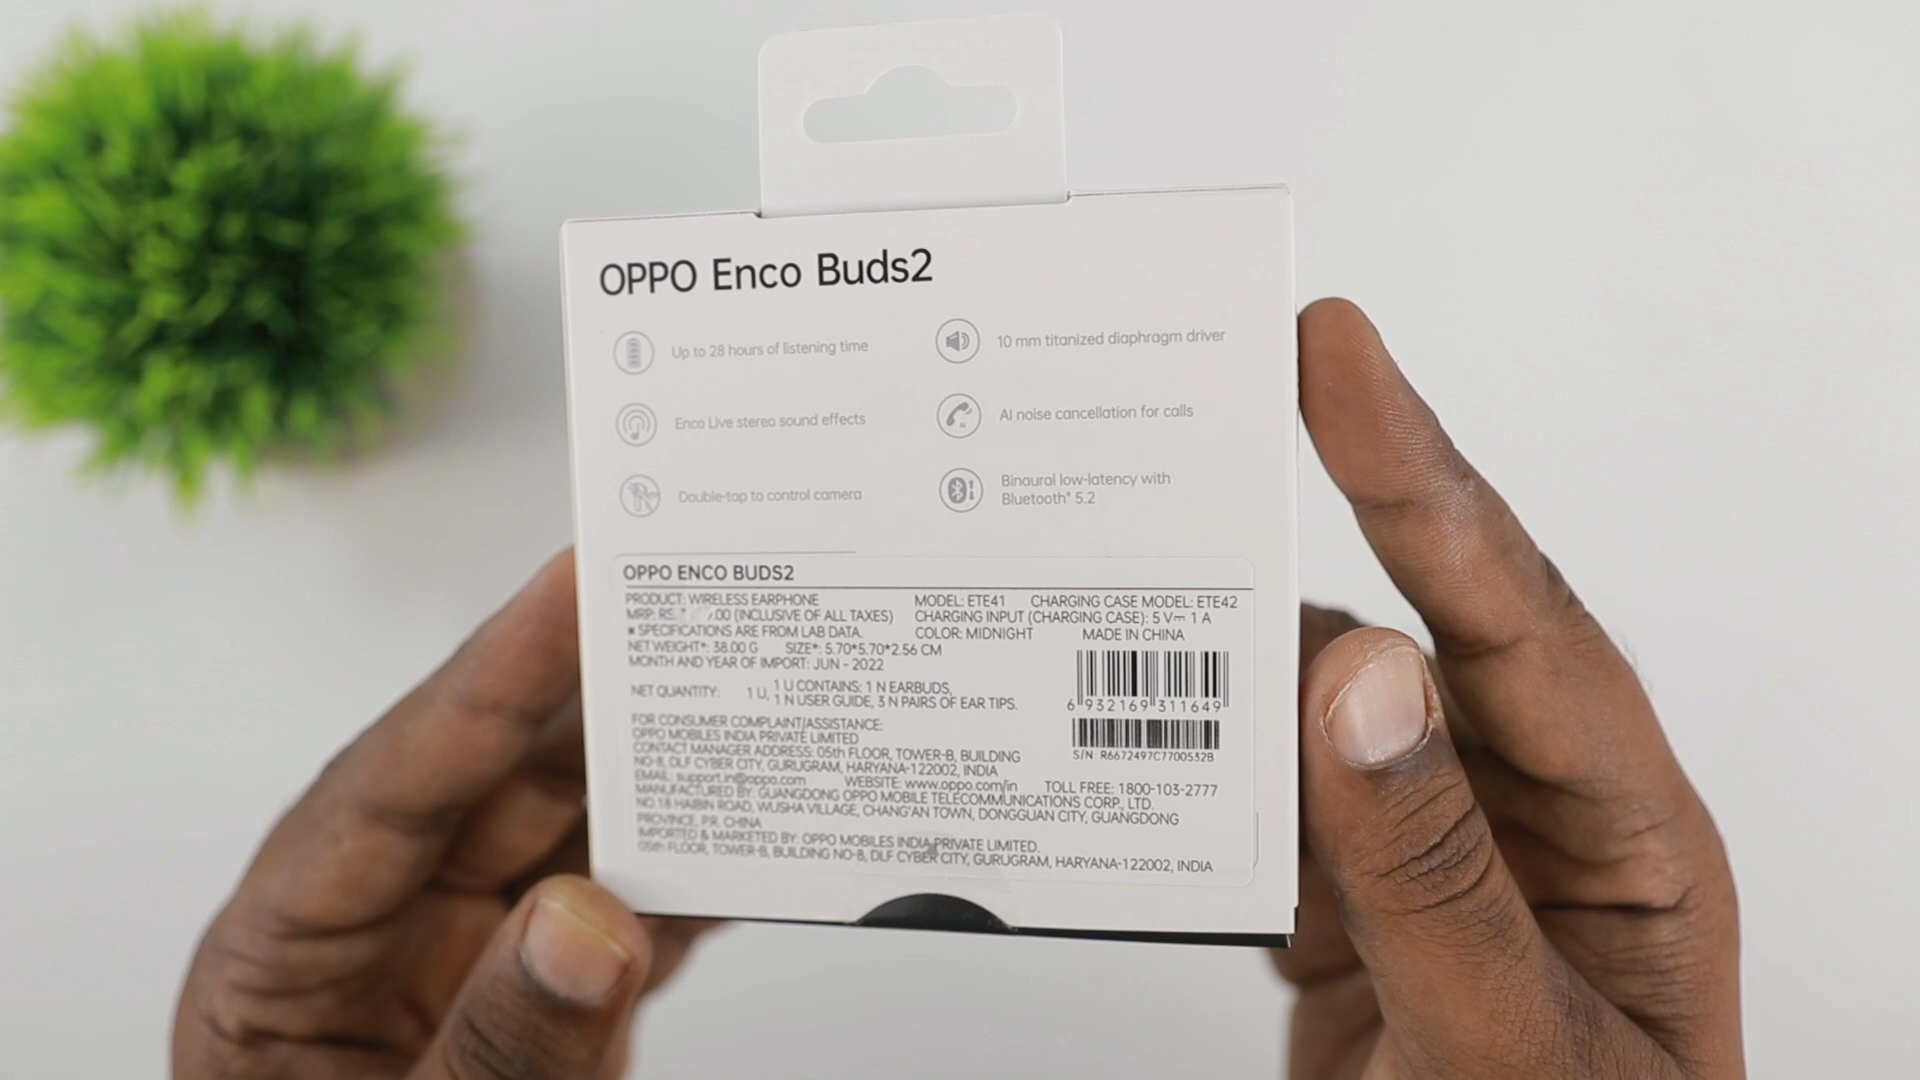 OPPO Enco Buds2
Up to 28 hours of listening time
10 mm titanized diaphragm driver
Enco Live stereo sound effects
AI
AI noise cancellation for calls
Double-tap to control camera
Binaural low-latency with
Bluetooth® 5.2
OPPO ENCO BUDS2
PRODUCT: WIRELESS EARPHONE
MRP: RS. .00 (INCLUSIVE OF ALL TAXES)
* SPECIFICATIONS ARE FROM LAB DATA.
NET WEIGHT*: 38.00 G SIZE*: 5.70*5.70*2.56 CM
MONTH AND YEAR OF IMPORT: JUN - 2022
MODEL: ETE41 CHARGING CASE MODEL: ETE42
CHARGING INPUT (CHARGING CASE): 5 V⎓ 1 A
COLOR: MIDNIGHT MADE IN CHINA
NET QUANTITY: 1 U, 1 U CONTAINS: 1 N EARBUDS,
1 N USER GUIDE, 3 N PAIRS OF EAR TIPS.
6 932169 311649
S/N: R6672497C7700532B
FOR CONSUMER COMPLAINT/ASSISTANCE:
OPPO MOBILES INDIA PRIVATE LIMITED
CONTACT MANAGER ADDRESS: 05th FLOOR, TOWER-B, BUILDING
NO-8, DLF CYBER CITY, GURUGRAM, HARYANA-122002, INDIA
EMAIL: support.in@oppo.com WEBSITE: www.oppo.com/in TOLL FREE: 1800-103-2777
MANUFACTURED BY: GUANGDONG OPPO MOBILE TELECOMMUNICATIONS CORP., LTD.
NO.18 HAIBIN ROAD, WUSHA VILLAGE, CHANG'AN TOWN, DONGGUAN CITY, GUANGDONG
PROVINCE, P.R. CHINA
IMPORTED & MARKETED BY: OPPO MOBILES INDIA PRIVATE LIMITED.
05th FLOOR, TOWER-B, BUILDING NO-8, DLF CYBER CITY, GURUGRAM, HARYANA-122002, INDIA